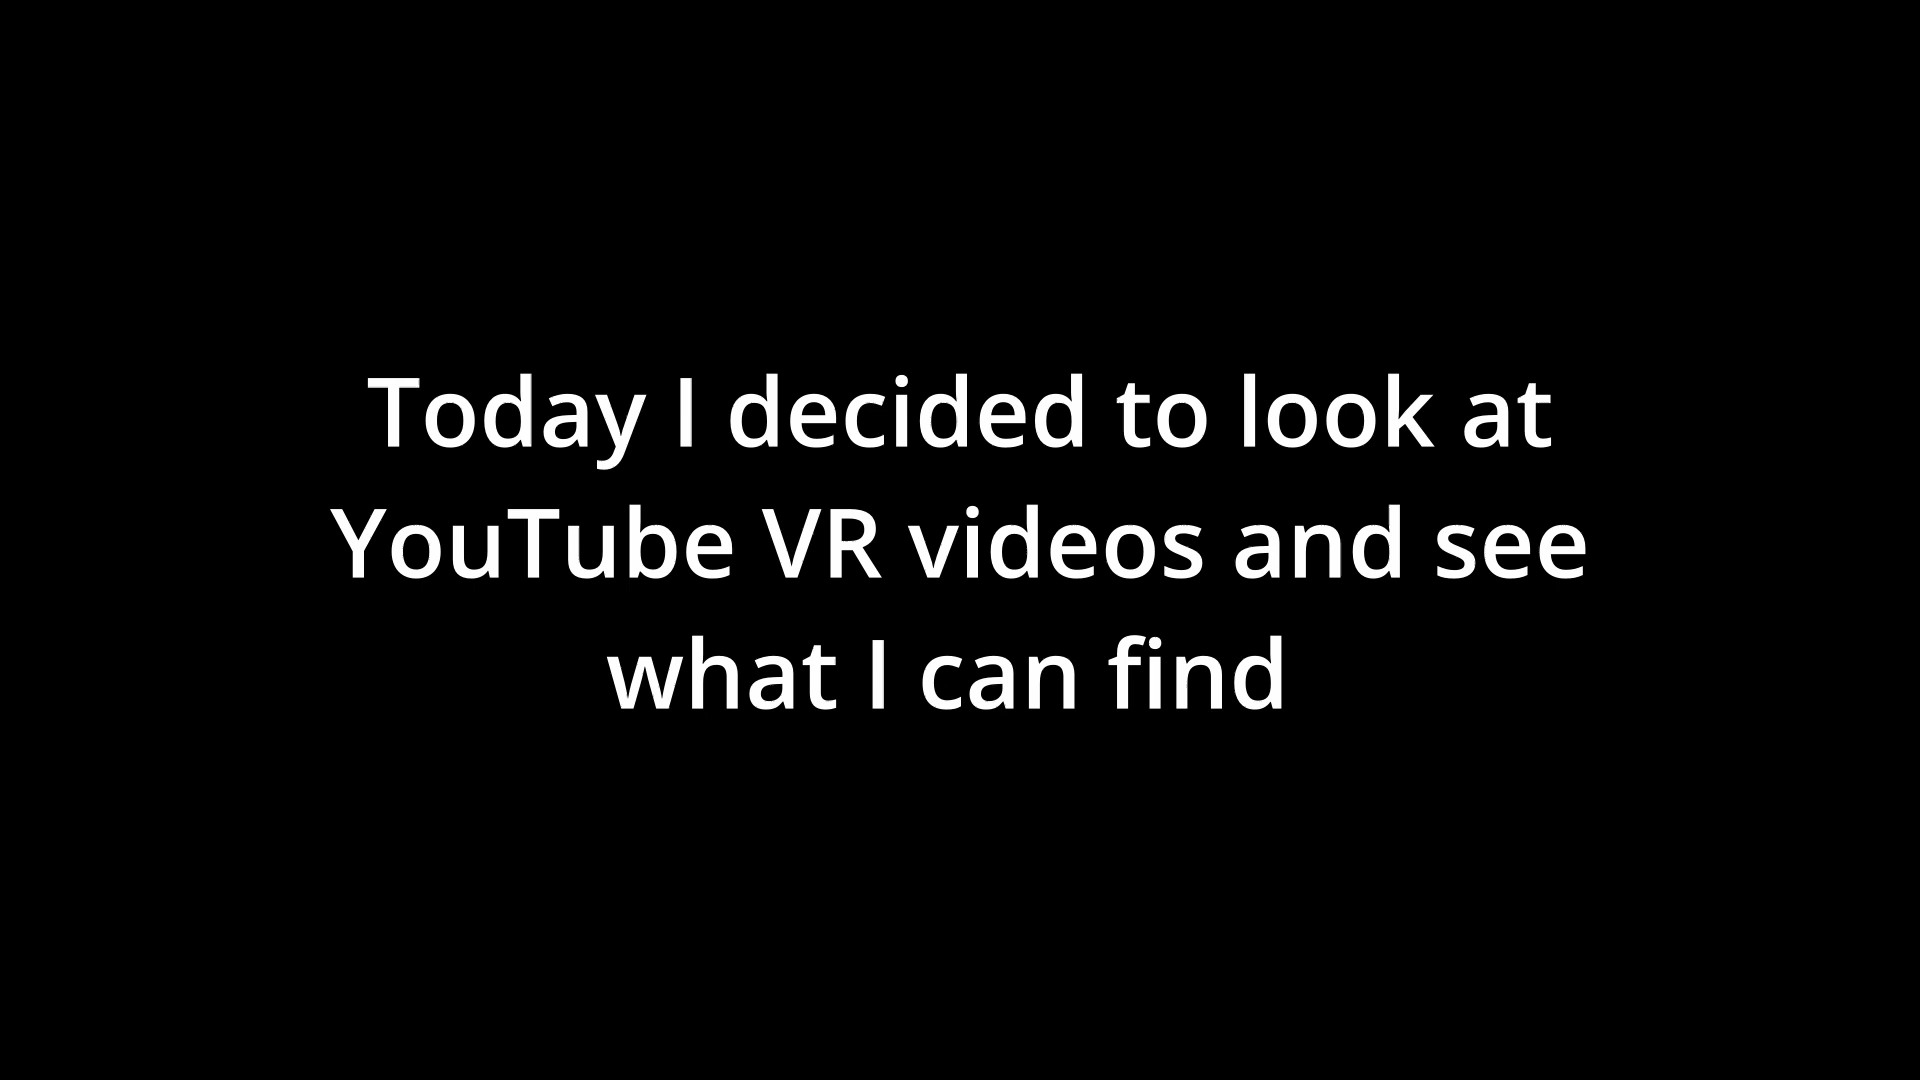 Today I decided to look at
YouTube VR videos and see
what I can find